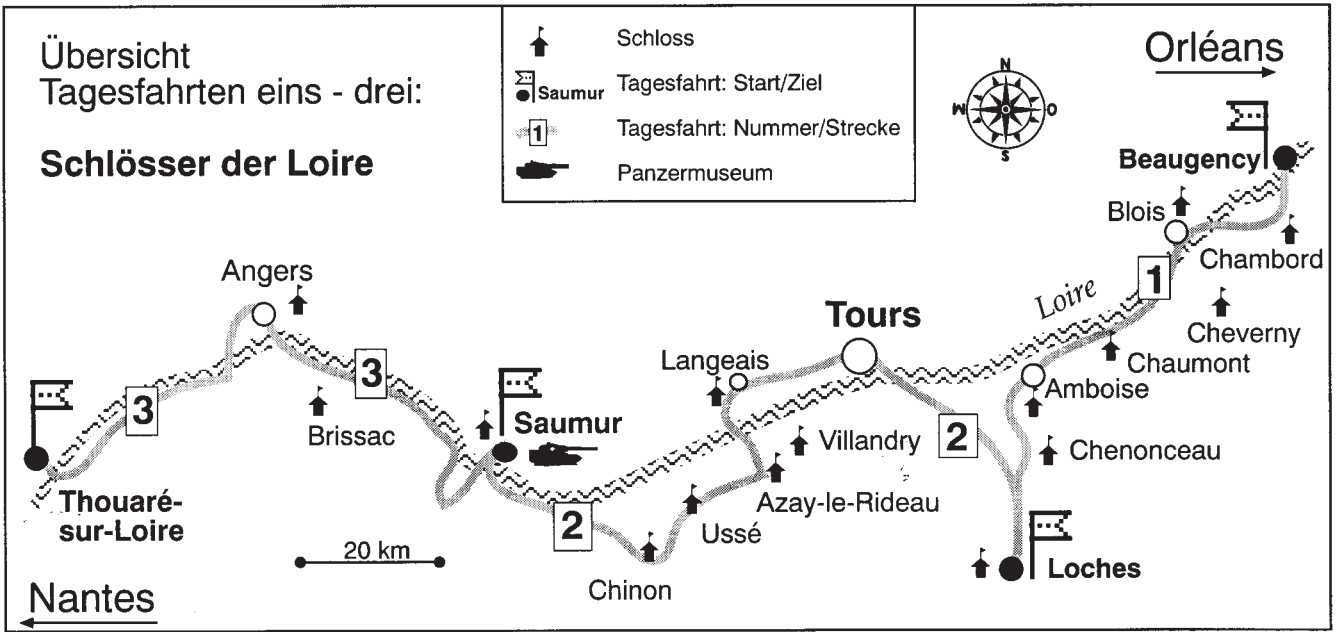 Übersicht
Tagesfahrten eins - drei:
Schlösser der Loire
Schloss
Saumur Tagesfahrt: Start/Ziel
1 Tagesfahrt: Nummer/Strecke
Panzermuseum
N
W O
S
Orléans
Beaugency
Blois
Chambord
1
Cheverny
Loire
Chaumont
Amboise
Chenonceau
Tours
Langeais
Villandry
2
Azay-le-Rideau
Ussé
Loches
Angers
3
3
Brissac
Saumur
2
Chinon
Thouaré-
sur-Loire
20 km
Nantes